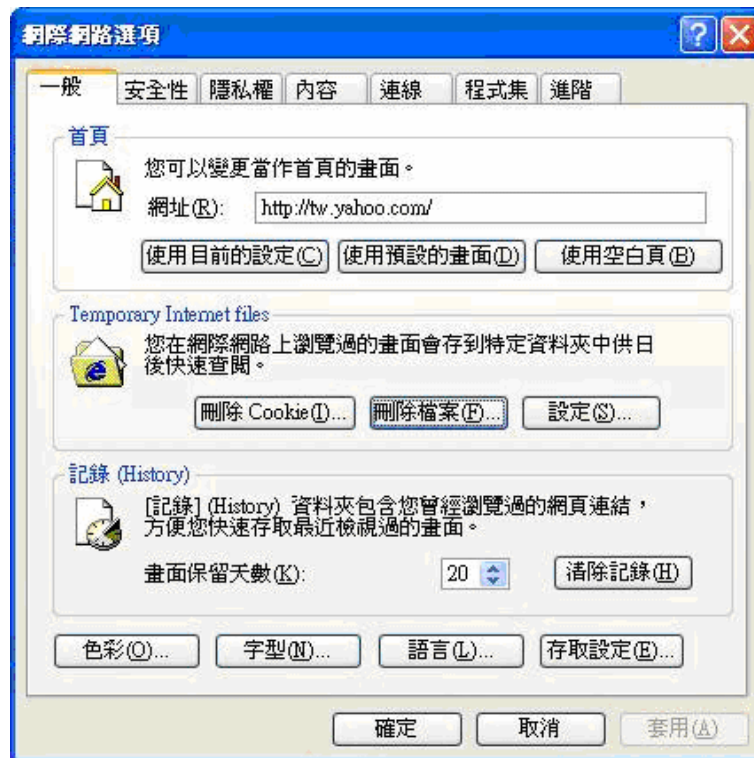 網際網路選項
一般 安全性 隱私權 內容 連線 程式集 進階
首頁
您可以變更當作首頁的畫面。
網址(R): http://tw.yahoo.com/
使用目前的設定(C) 使用預設的畫面(D) 使用空白頁(B)
Temporary Internet files
您在網際網路上瀏覽過的畫面會存到特定資料夾中供日
後快速查閱。
刪除 Cookie(I)... 刪除檔案(F)... 設定(S)...
記錄 (History)
[記錄] (History) 資料夾包含您曾經瀏覽過的網頁連結，
方便您快速存取最近檢視過的畫面。
畫面保留天數(K): 20 清除記錄(H)
色彩(O)... 字型(N)... 語言(L)... 存取設定(E)...
確定 取消 套用(A)